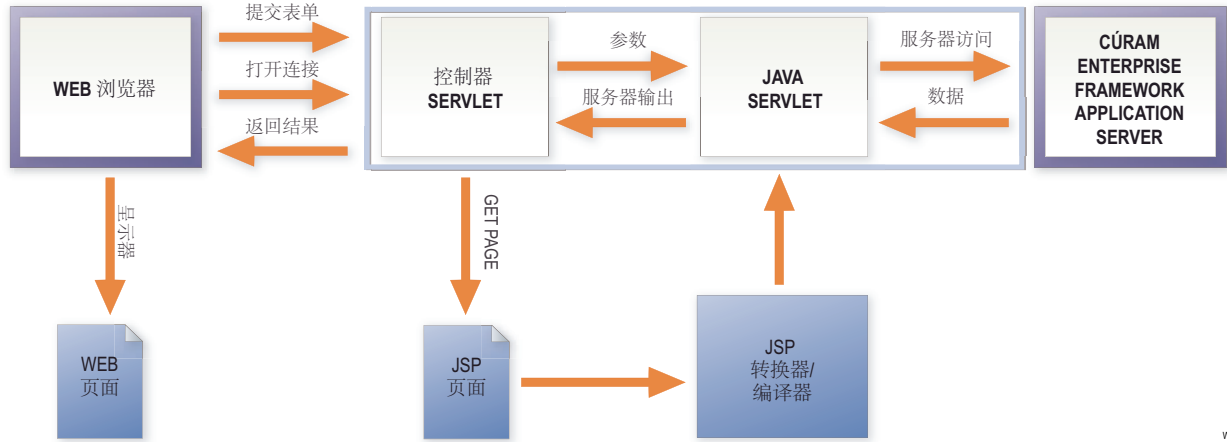 提交表单
打开连接
返回结果
WEB 浏览器
控制器
SERVLET
参数
服务器输出
JAVA
SERVLET
服务器访问
数据
CÚRAM
ENTERPRISE
FRAMEWORK
APPLICATION
SERVER
呈示器
GET PAGE
WEB
页面
JSP
页面
JSP
转换器/
编译器